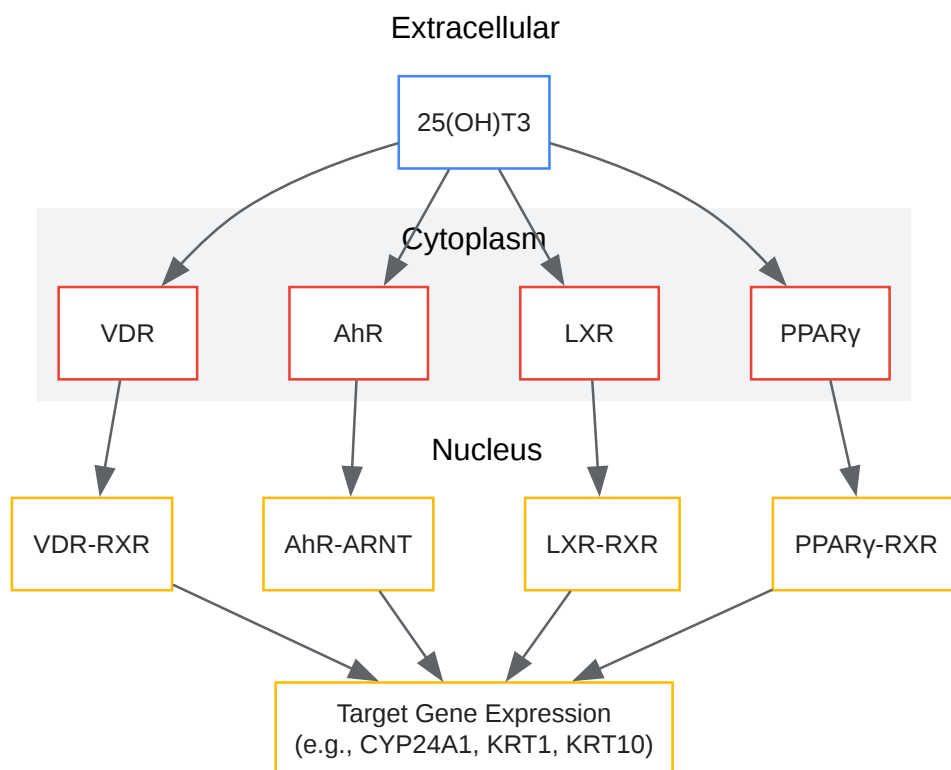 Extracellular
25(OH)T3
Cytoplasm
VDR
AhR
LXR
PPARγ
Nucleus
VDR-RXR
AhR-ARNT
LXR-RXR
PPARγ-RXR
Target Gene Expression
(e.g., CYP24A1, KRT1, KRT10)